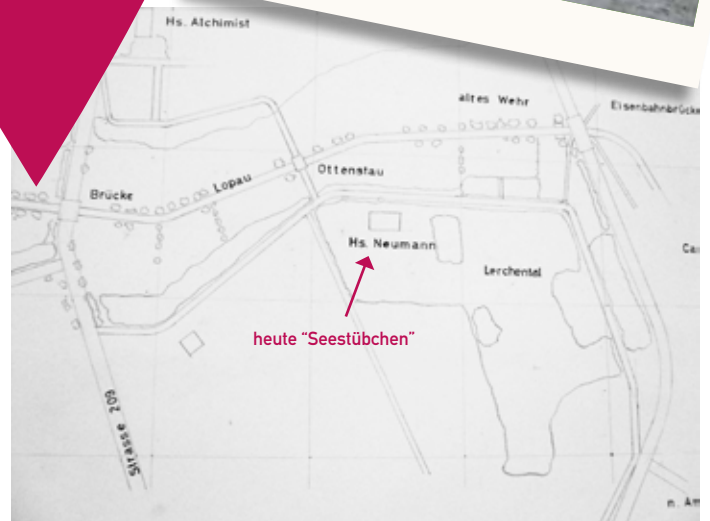 Hs. Alchimist
altes Wehr
Eisenbahnbrücke
Ottenstau
Lopau
Brücke
Hs. Neumann
Lerchental
heute “Seestübchen”
Strasse 209